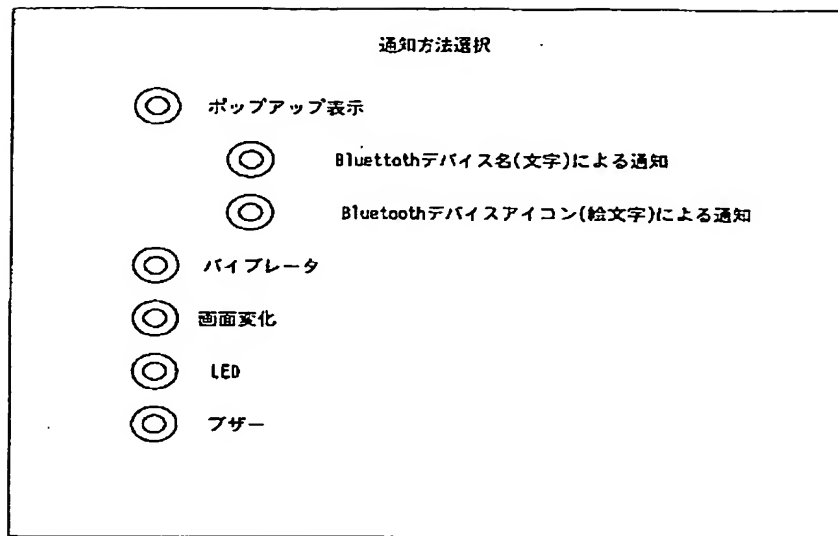 通知方法選択
ポップアップ表示
Bluettothデバイス名(文字)による通知
Bluetoothデバイスアイコン(絵文字)による通知
バイブレータ
画面変化
LED
ブザー